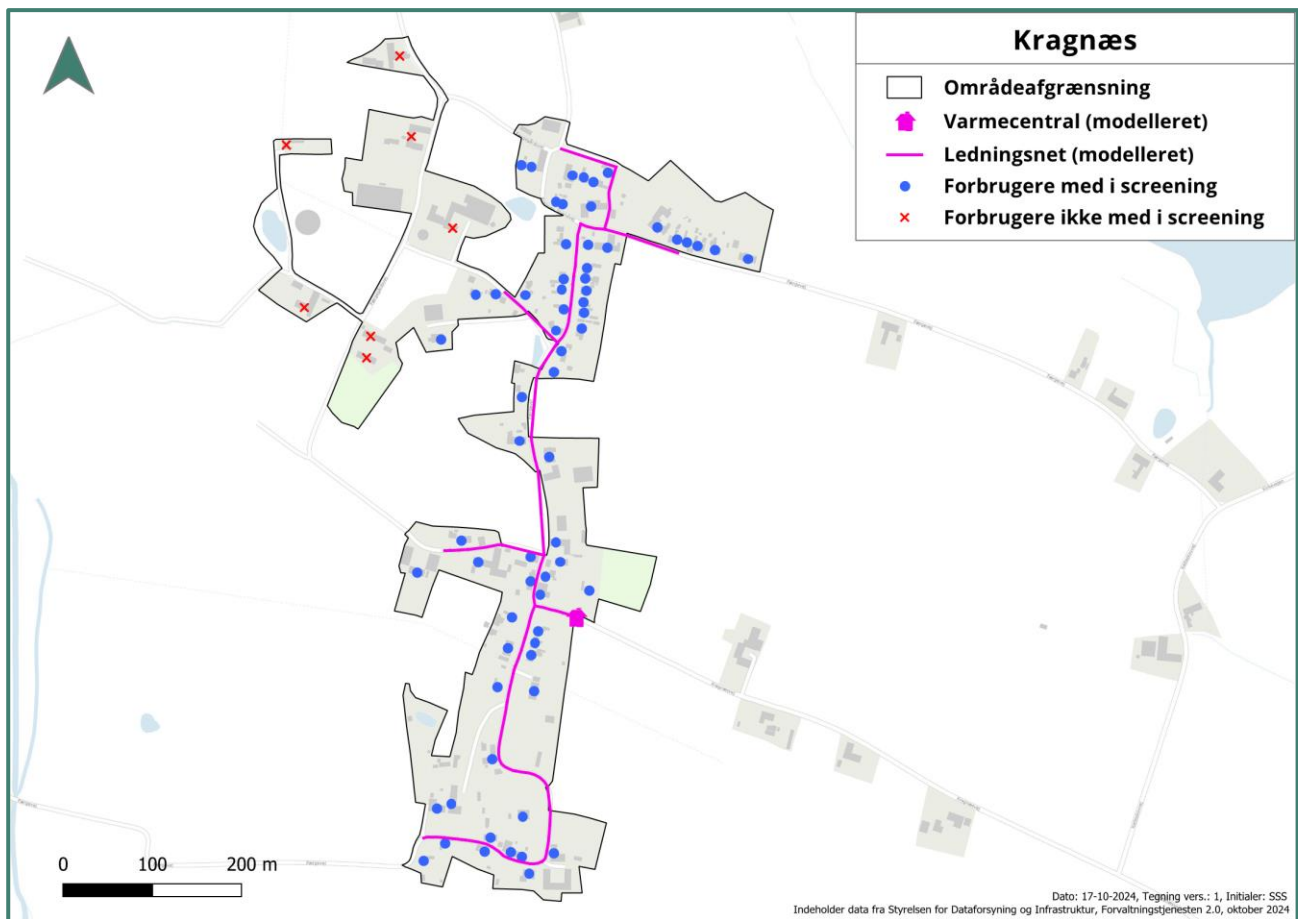 Kragnæs
Områdeafgrænsning
Varmecentral (modelleret)
Ledningsnet (modelleret)
Forbrugere med i screening
Forbrugere ikke med i screening
0 100 200 m
Dato: 17-10-2024, Tegning vers.: 1, Initialer: SSS
Indeholder data fra Styrelsen for Dataforsyning og Infrastruktur, Forvaltningstjenesten 2.0, oktober 2024